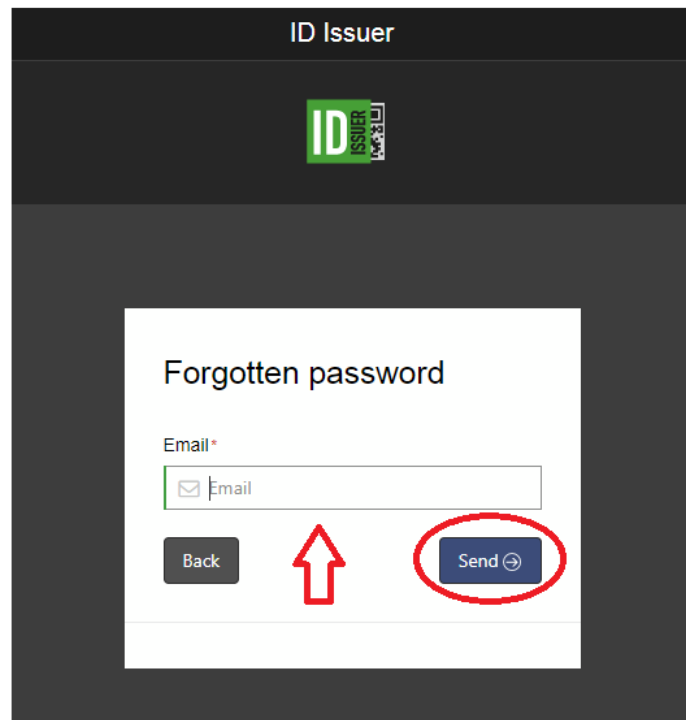 ID Issuer
ID ISSUER
Forgotten password
Email*
Email
Back
Send